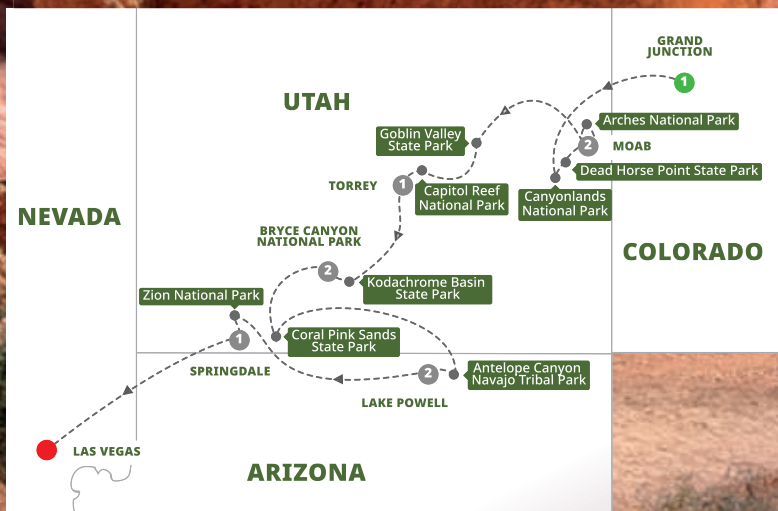 GRAND
JUNCTION
1
UTAH
Arches National Park
Goblin Valley
State Park
2
MOAB
Dead Horse Point State Park
TORREY
1
Capitol Reef
National Park
Canyonlands
National Park
NEVADA
COLORADO
BRYCE CANYON
NATIONAL PARK
2
Kodachrome Basin
State Park
Zion National Park
Coral Pink Sands
State Park
1
SPRINGDALE
Antelope Canyon
Navajo Tribal Park
2
LAKE POWELL
LAS VEGAS
ARIZONA